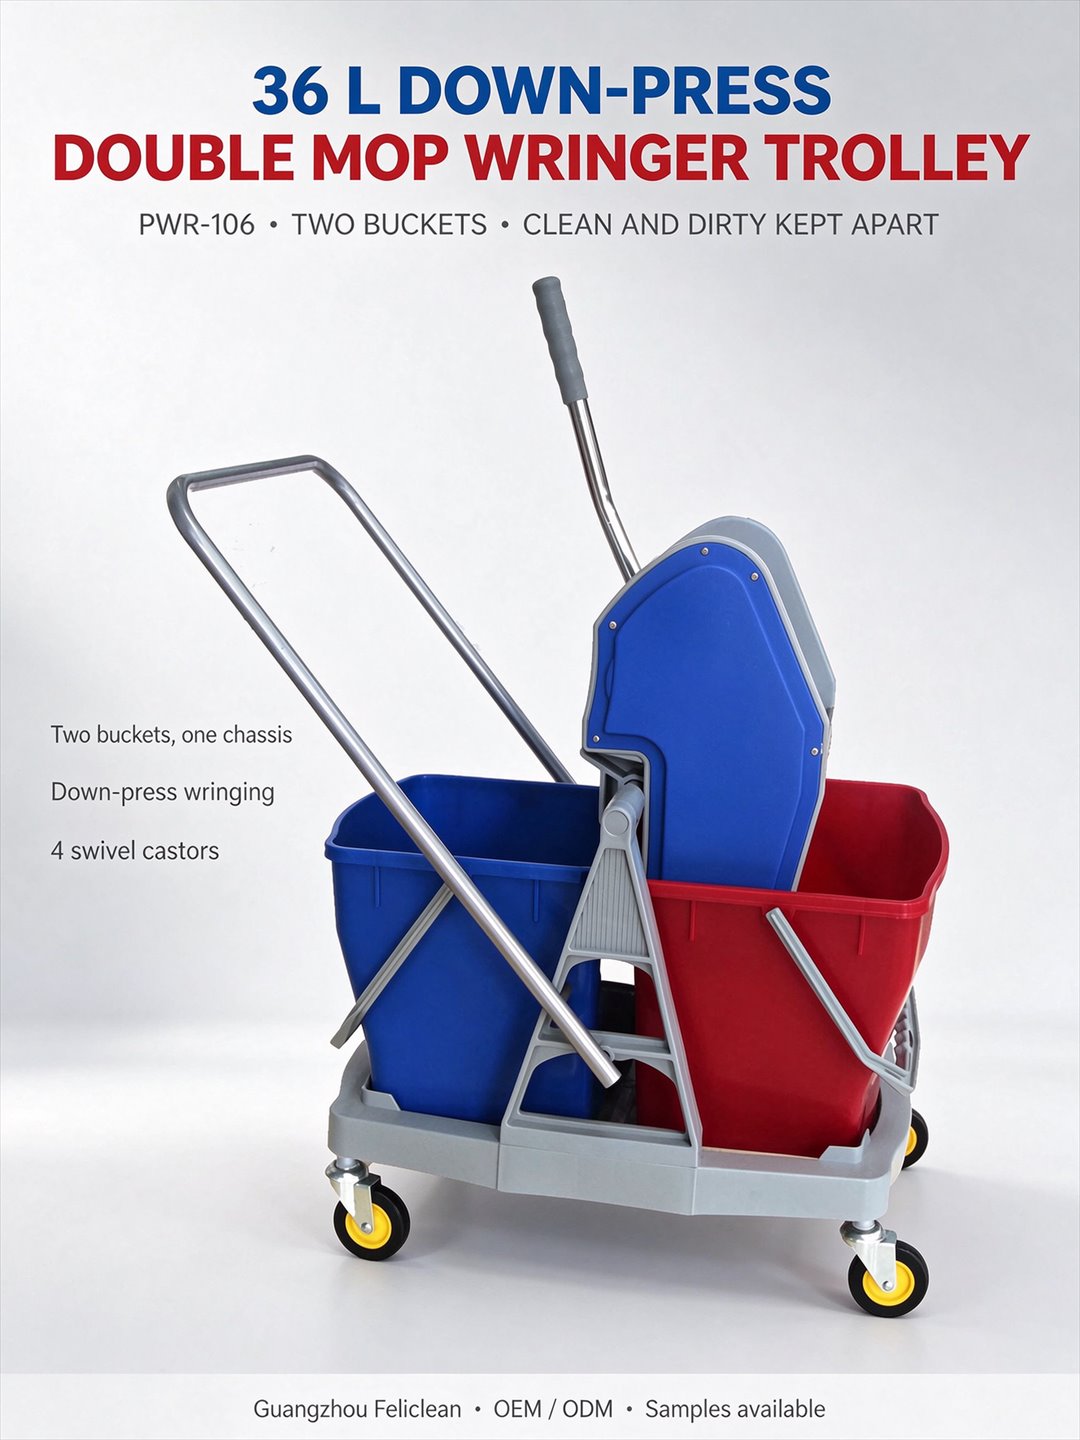 36 L DOWN-PRESS
DOUBLE MOP WRINGER TROLLEY
PWR-106 • TWO BUCKETS • CLEAN AND DIRTY KEPT APART
Two buckets, one chassis
Down-press wringing
4 swivel castors
Guangzhou Feliclean • OEM / ODM • Samples available